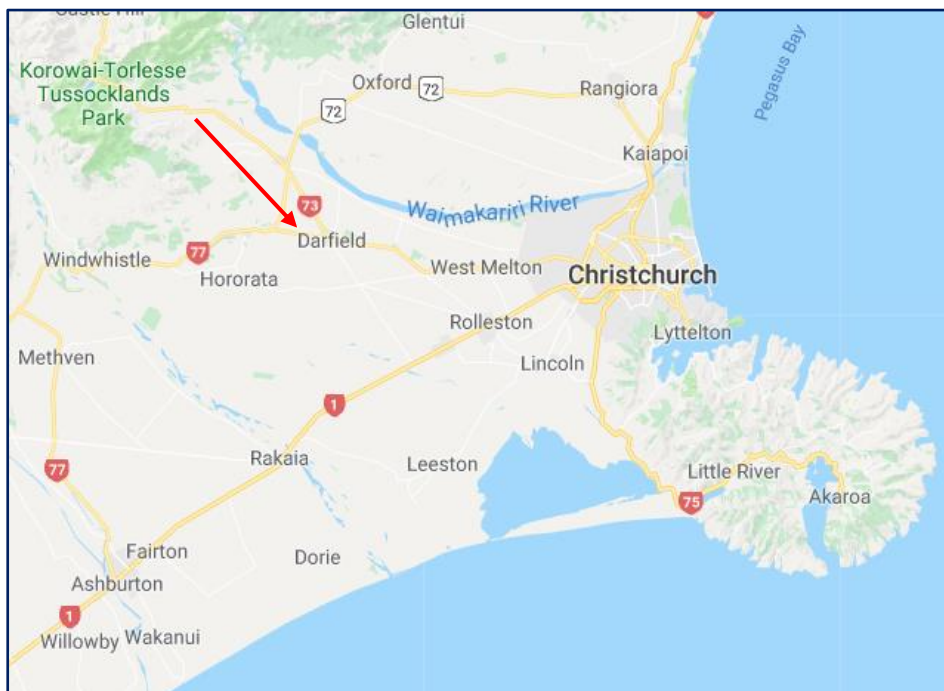 Castle Hill
Glentui
Korowai-Torlesse
Tussocklands
Park
Oxford
72
72
Rangiora
Pegasus Bay
Kaiapoi
73
Waimakariri River
Darfield
77
Windwhistle
Hororata
West Melton
Christchurch
Rolleston
Lyttelton
Methven
Lincoln
1
77
Rakaia
Leeston
Little River
75
Akaroa
Fairton
Dorie
Ashburton
1
Willowby
Wakanui